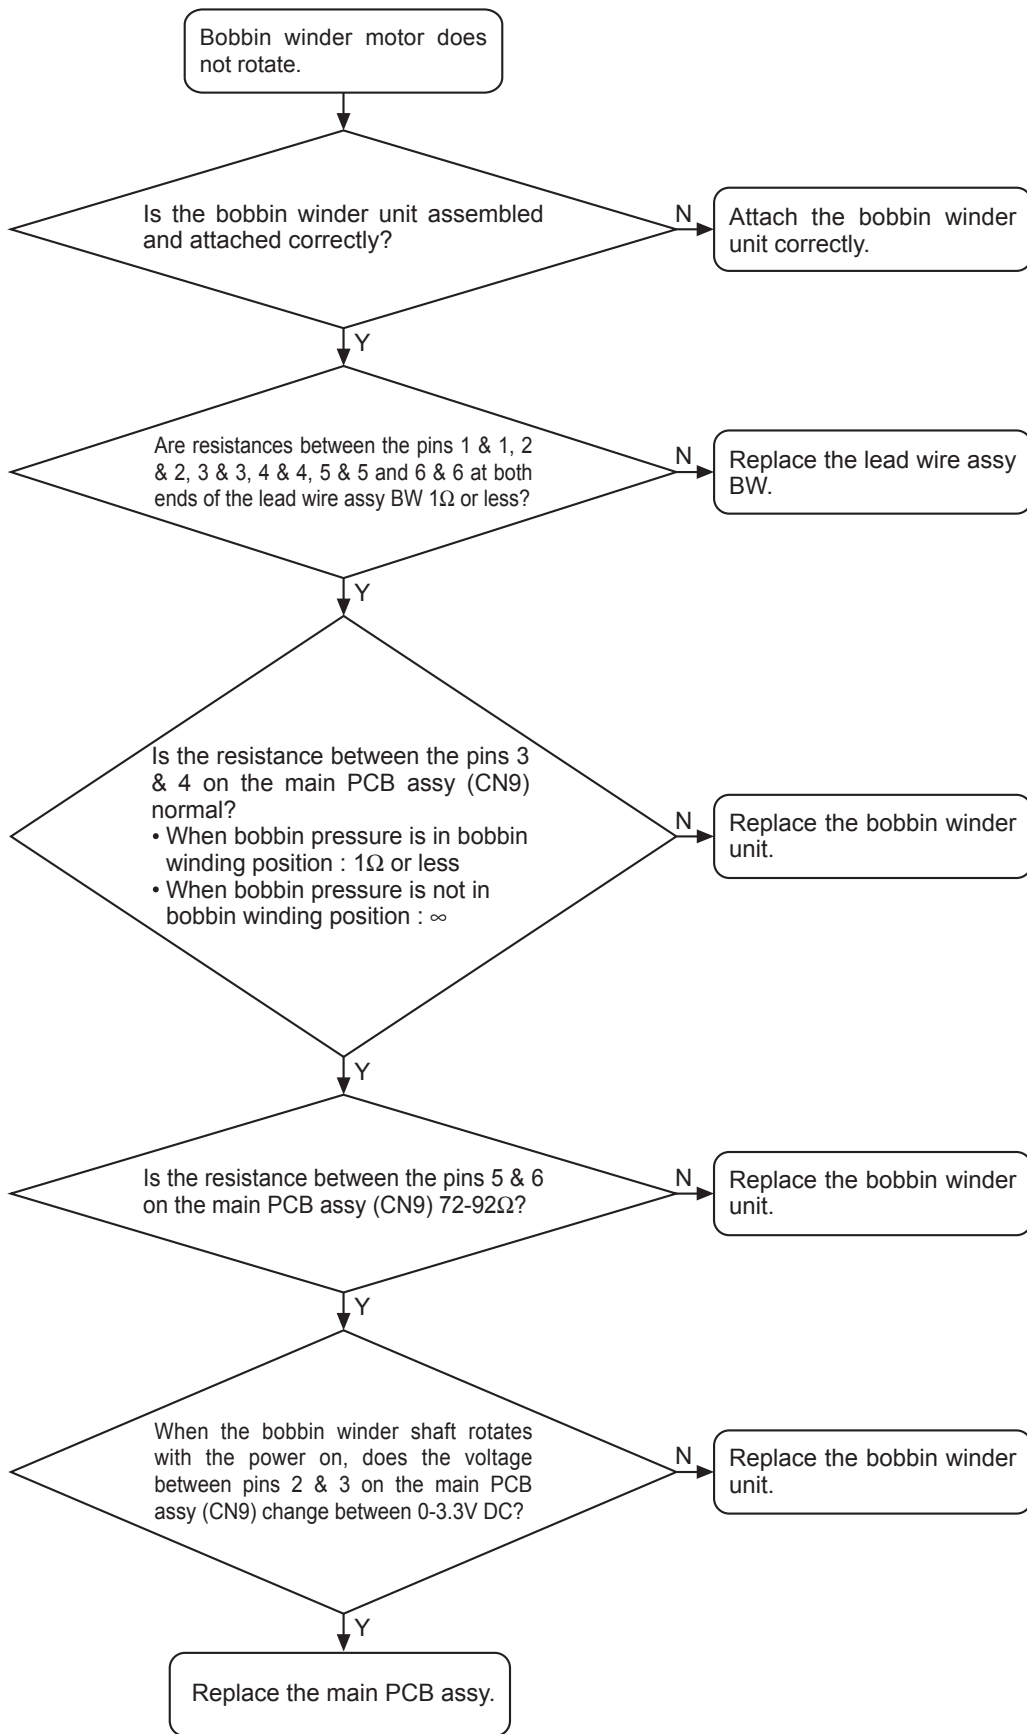 Bobbin winder motor does
not rotate.
Is the bobbin winder unit assembled
and attached correctly?
N
Attach the bobbin winder
unit correctly.
Y
Are resistances between the pins 1 & 1, 2
& 2, 3 & 3, 4 & 4, 5 & 5 and 6 & 6 at both
ends of the lead wire assy BW 1Ω or less?
N
Replace the lead wire assy
BW.
Y
Is the resistance between the pins 3
& 4 on the main PCB assy (CN9)
normal?
• When bobbin pressure is in bobbin
winding position : 1Ω or less
• When bobbin pressure is not in
bobbin winding position : ∞
N
Replace the bobbin winder
unit.
Y
Is the resistance between the pins 5 & 6
on the main PCB assy (CN9) 72-92Ω?
N
Replace the bobbin winder
unit.
Y
When the bobbin winder shaft rotates
with the power on, does the voltage
between pins 2 & 3 on the main PCB
assy (CN9) change between 0-3.3V DC?
N
Replace the bobbin winder
unit.
Y
Replace the main PCB assy.